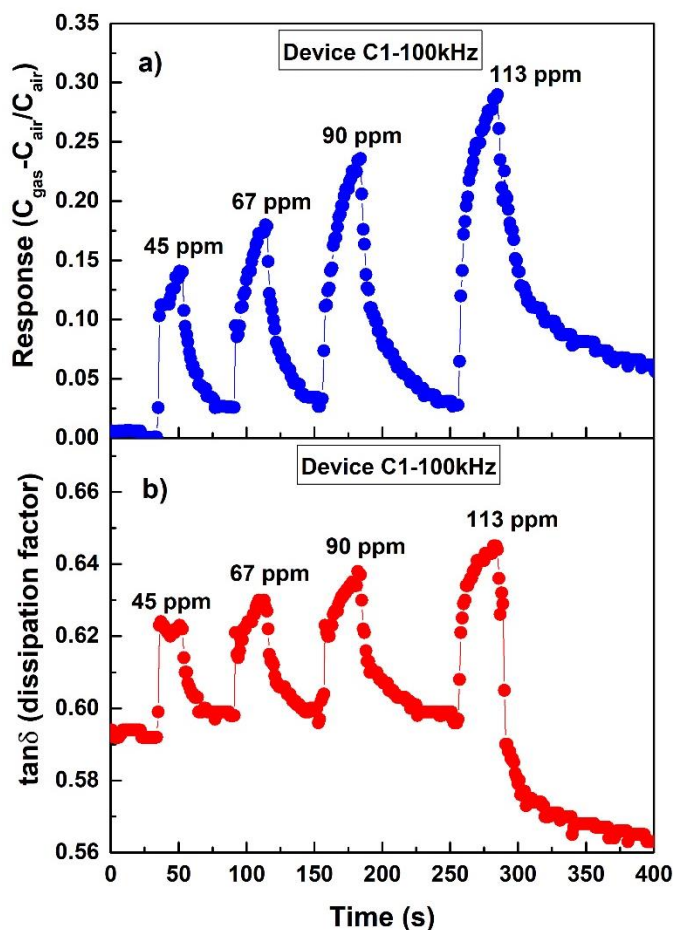 Device C1-100kHz
a)
113 ppm
90 ppm
67 ppm
45 ppm
Response (C_gas-C_air/C_air)
0.35
0.30
0.25
0.20
0.15
0.10
0.05
0.00
Device C1-100kHz
b)
113 ppm
90 ppm
67 ppm
45 ppm
tanδ (dissipation factor)
0.66
0.64
0.62
0.60
0.58
0.56
0 50 100 150 200 250 300 350 400
Time (s)